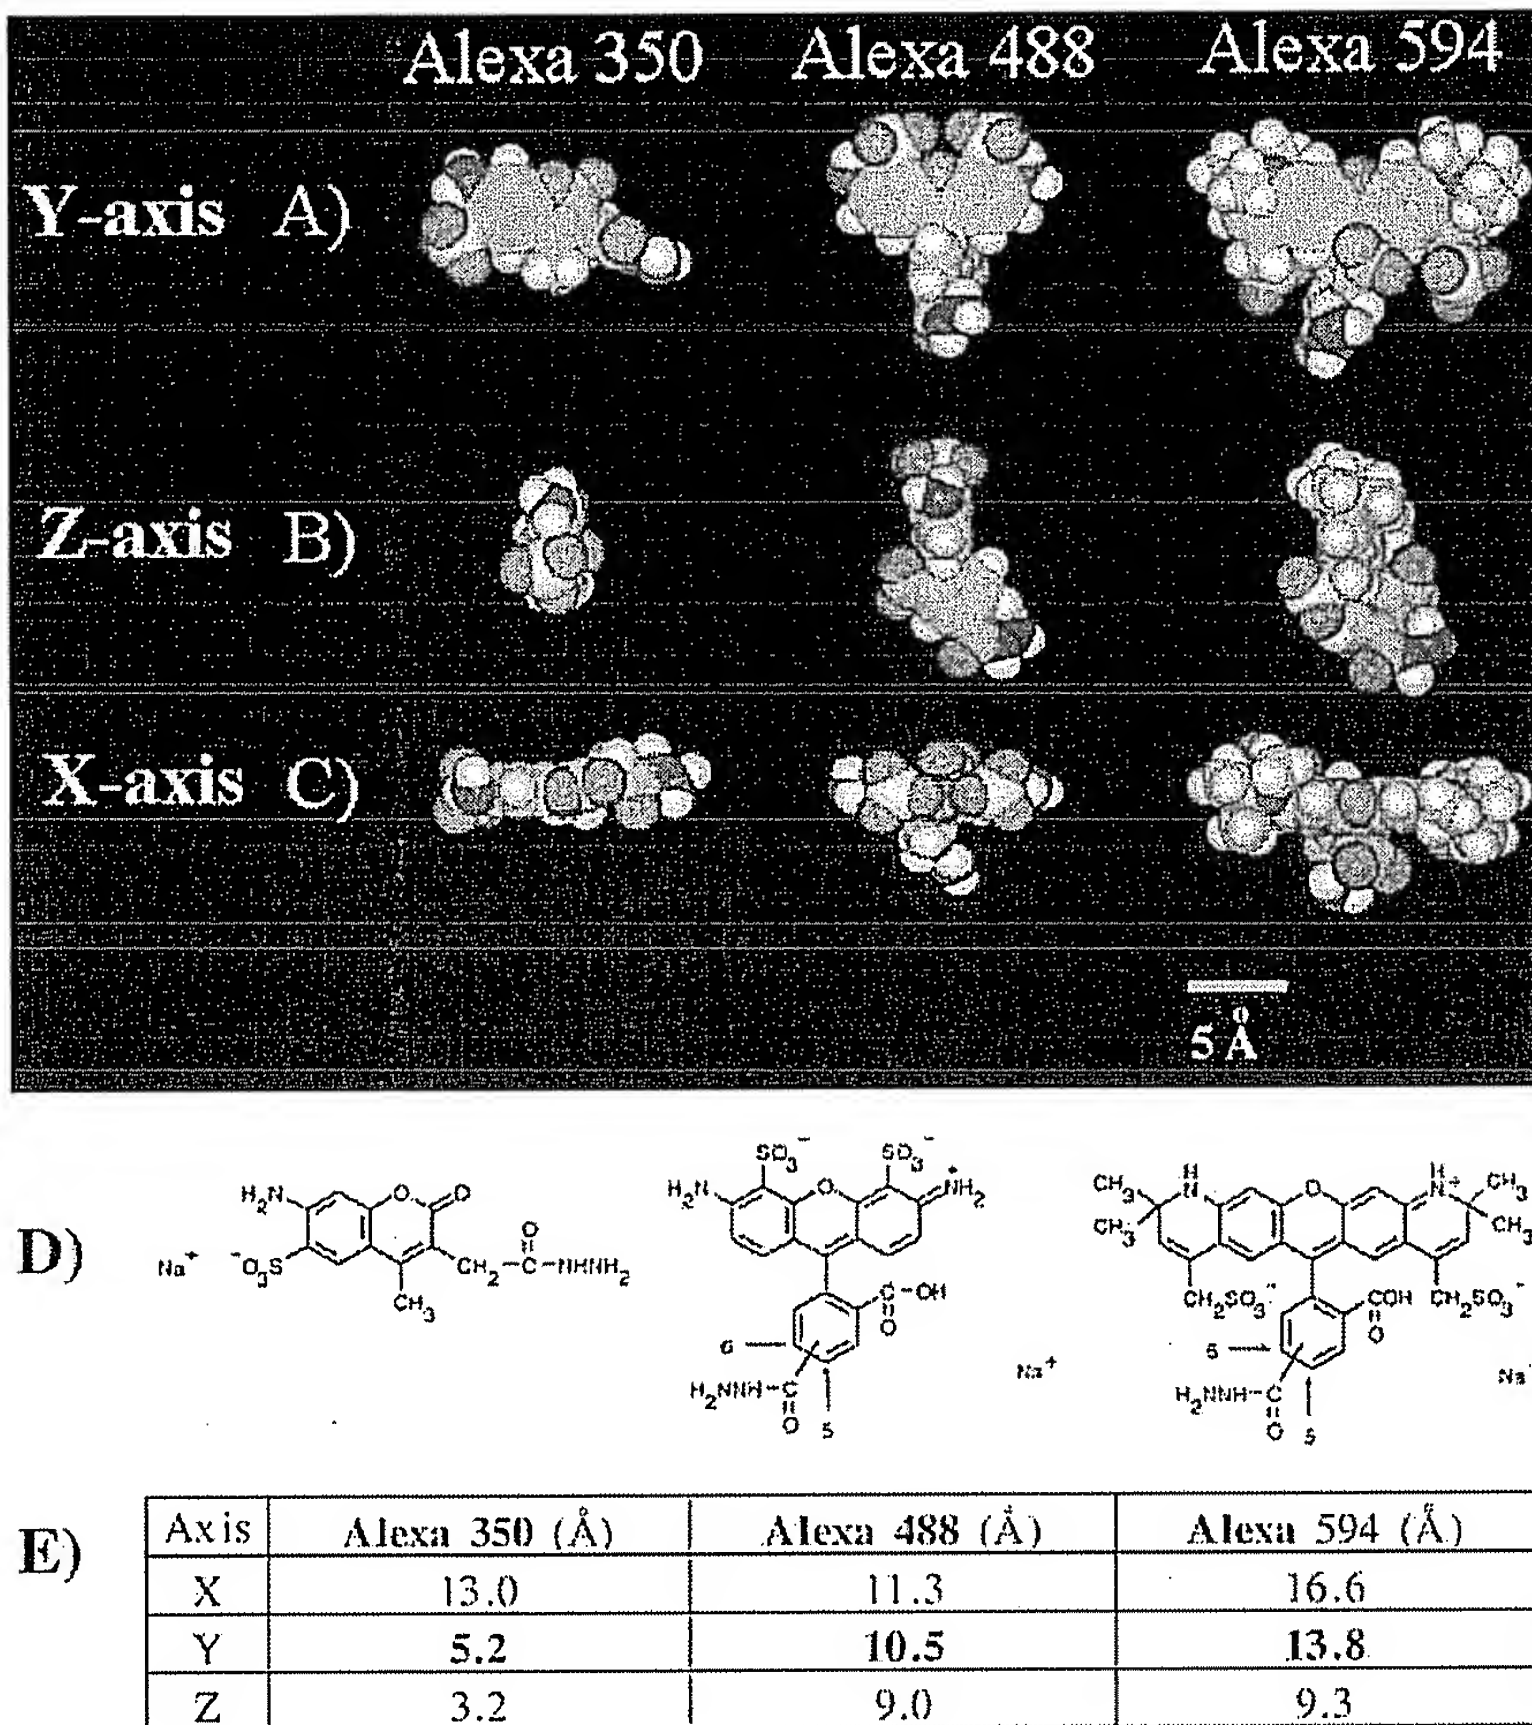 Alexa 350 Alexa 488 Alexa 594
Y-axis A)
Z-axis B)
X-axis C)
5 Å
D)
H₂N O O
Na⁺ ⁻O₃S CH₂-C-NHNH₂
O
CH₃
SO₃⁻ SO₃⁻
H₂N O NH₂⁺
C-OH
O
6
H₂NNH-C
O 5
Na⁺
CH₃ H N O H N⁺ CH₃
CH₃ CH₃
CH₂SO₃⁻ COH CH₂SO₃⁻
O
6
H₂NNH-C
O 5
Na⁺
E)
Axis Alexa 350 (Å) Alexa 488 (Å) Alexa 594 (Å)
X 13.0 11.3 16.6
Y 5.2 10.5 13.8
Z 3.2 9.0 9.3